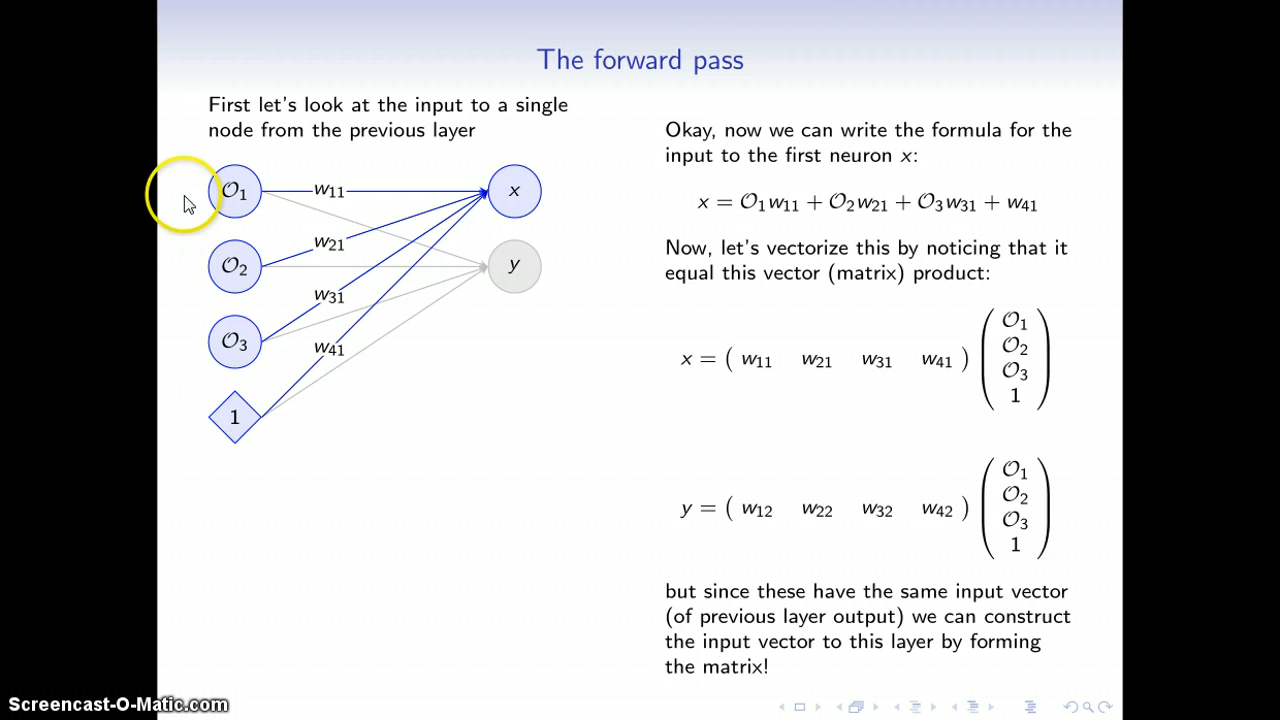 The forward pass
First let's look at the input to a single
node from the previous layer
O₁ w₁₁ x
w₂₁
O₂ y
w₃₁
O₃ w₄₁
1
Okay, now we can write the formula for the
input to the first neuron x:
x = O₁w₁₁ + O₂w₂₁ + O₃w₃₁ + w₄₁
Now, let's vectorize this by noticing that it
equal this vector (matrix) product:
x = ( w₁₁ w₂₁ w₃₁ w₄₁ ) ( O₁
O₂
O₃
1 )
y = ( w₁₂ w₂₂ w₃₂ w₄₂ ) ( O₁
O₂
O₃
1 )
but since these have the same input vector
(of previous layer output) we can construct
the input vector to this layer by forming
the matrix!
Screencast-O-Matic.com